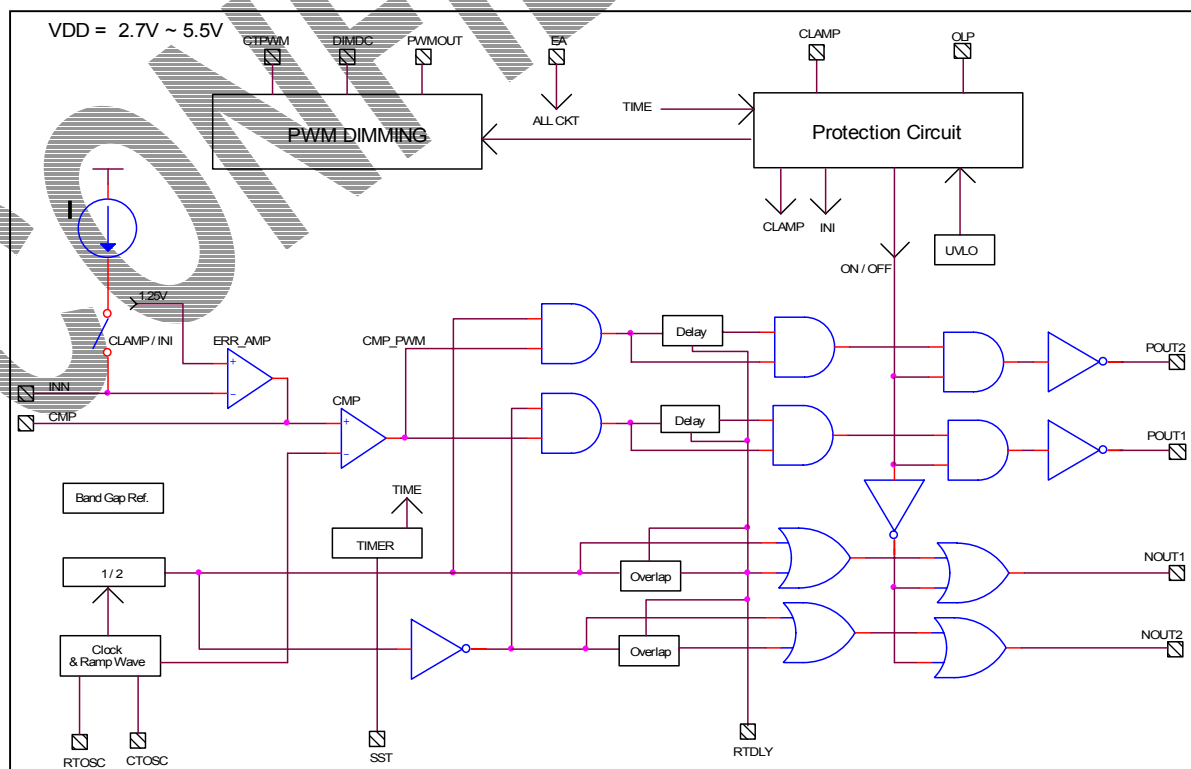 VDD = 2.7V ~ 5.5V
CTPWM
DIMDC
PWMOUT
EA
CLAMP
OLP
PWM DIMMING
ALL CKT
TIME
Protection Circuit
I
CLAMP
INI
UVLO
ON / OFF
1.25V
CLAMP / INI
ERR_AMP
CMP_PWM
Delay
POUT2
+
−
INN
CMP
CMP
+
−
Delay
POUT1
Band Gap Ref.
TIME
TIMER
1 / 2
Overlap
NOUT1
Clock
& Ramp Wave
Overlap
NOUT2
RTOSC
CTOSC
SST
RTDLY
CONFI